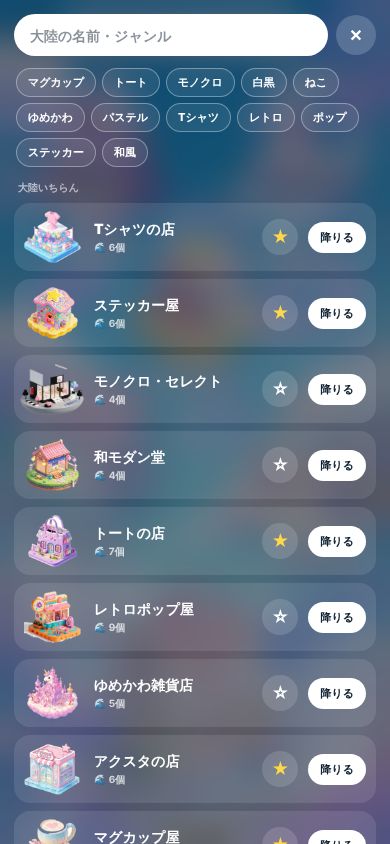 大陸の名前・ジャンル
×
マグカップ トート モノクロ 白黒 ねこ
ゆめかわ パステル Tシャツ レトロ ポップ
ステッカー 和風
大陸いちらん
Tシャツの店
🌊 6個
★ 降りる
ステッカー屋
🌊 6個
★ 降りる
モノクロ・セレクト
🌊 4個
☆ 降りる
和モダン堂
🌊 4個
☆ 降りる
トートの店
🌊 7個
★ 降りる
レトロポップ屋
🌊 9個
☆ 降りる
ゆめかわ雑貨店
🌊 5個
☆ 降りる
アクスタの店
🌊 6個
★ 降りる
マグカップ屋
★ 降りる